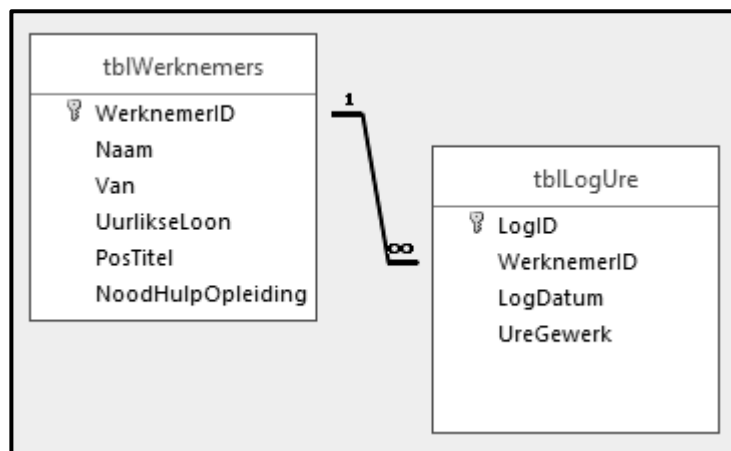 tblWerknemers
WerknemerID
Naam
Van
UurlikseLoon
PosTitel
NoodHulpOpleiding
1
∞
tblLogUre
LogID
WerknemerID
LogDatum
UreGewerk